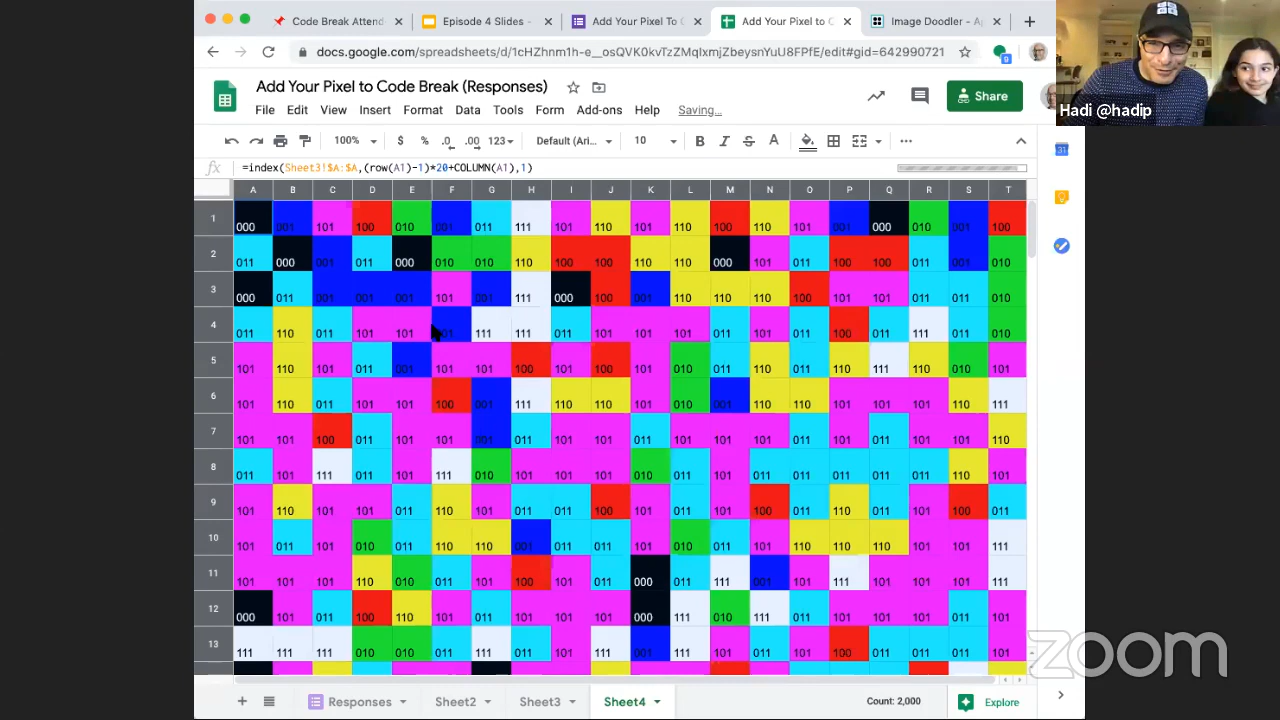 Code Break Attend
Episode 4 Slides -
Add Your Pixel To C
Add Your Pixel to C
Image Doodler - Ap
docs.google.com/spreadsheets/d/1cHZhnm1h-e__osQVK0kvTzZMqIxmjZbeysnYuU8FPfE/edit#gid=642990721
9
Hadi @hadip
Add Your Pixel to Code Break (Responses)
File Edit View Insert Format Data Tools Form Add-ons Help Saving...
Share
100% $ % .0 .00 123 Default (Ari... 10 B I S A
31
fx =index(Sheet3!$A:$A,(row(A1)-1)*20+COLUMN(A1),1)
A B C D E F G H I J K L M N O P Q R S T
1 000 001 101 100 010 001 011 111 101 110 101 110 100 110 101 001 000 010 001 100
2 011 000 001 011 000 010 010 110 100 100 110 110 000 101 011 100 100 011 001 010
3 000 011 001 001 001 101 001 111 000 100 001 110 110 110 100 101 101 011 011 010
4 011 110 011 101 101 001 111 111 011 101 101 101 011 101 011 100 011 111 011 010
5 101 110 101 011 001 101 101 100 101 100 101 010 011 110 011 110 111 110 010 101
6 101 110 011 101 101 100 001 111 110 110 101 010 001 110 110 101 101 101 110 111
7 101 101 100 011 101 101 001 011 101 101 011 101 101 101 011 101 011 101 101 110
8 011 101 111 011 101 111 010 101 101 101 010 011 101 011 011 011 011 011 110 101
9 101 110 101 101 011 110 101 011 011 100 101 011 101 100 011 110 011 101 100 011
10 101 011 101 010 011 110 110 001 011 011 101 010 011 101 110 110 110 101 101 111
11 101 101 101 110 010 011 101 100 101 011 000 011 111 001 101 111 101 101 101 111
12 000 101 011 100 110 101 011 101 101 101 000 111 010 111 011 101 101 101 011 101
13 111 111 111 010 010 011 111 011 101 111 001 111 101 011 101 100 011 011 011 101
Responses Sheet2 Sheet3 Sheet4
Count: 2,000
Explore
zoom